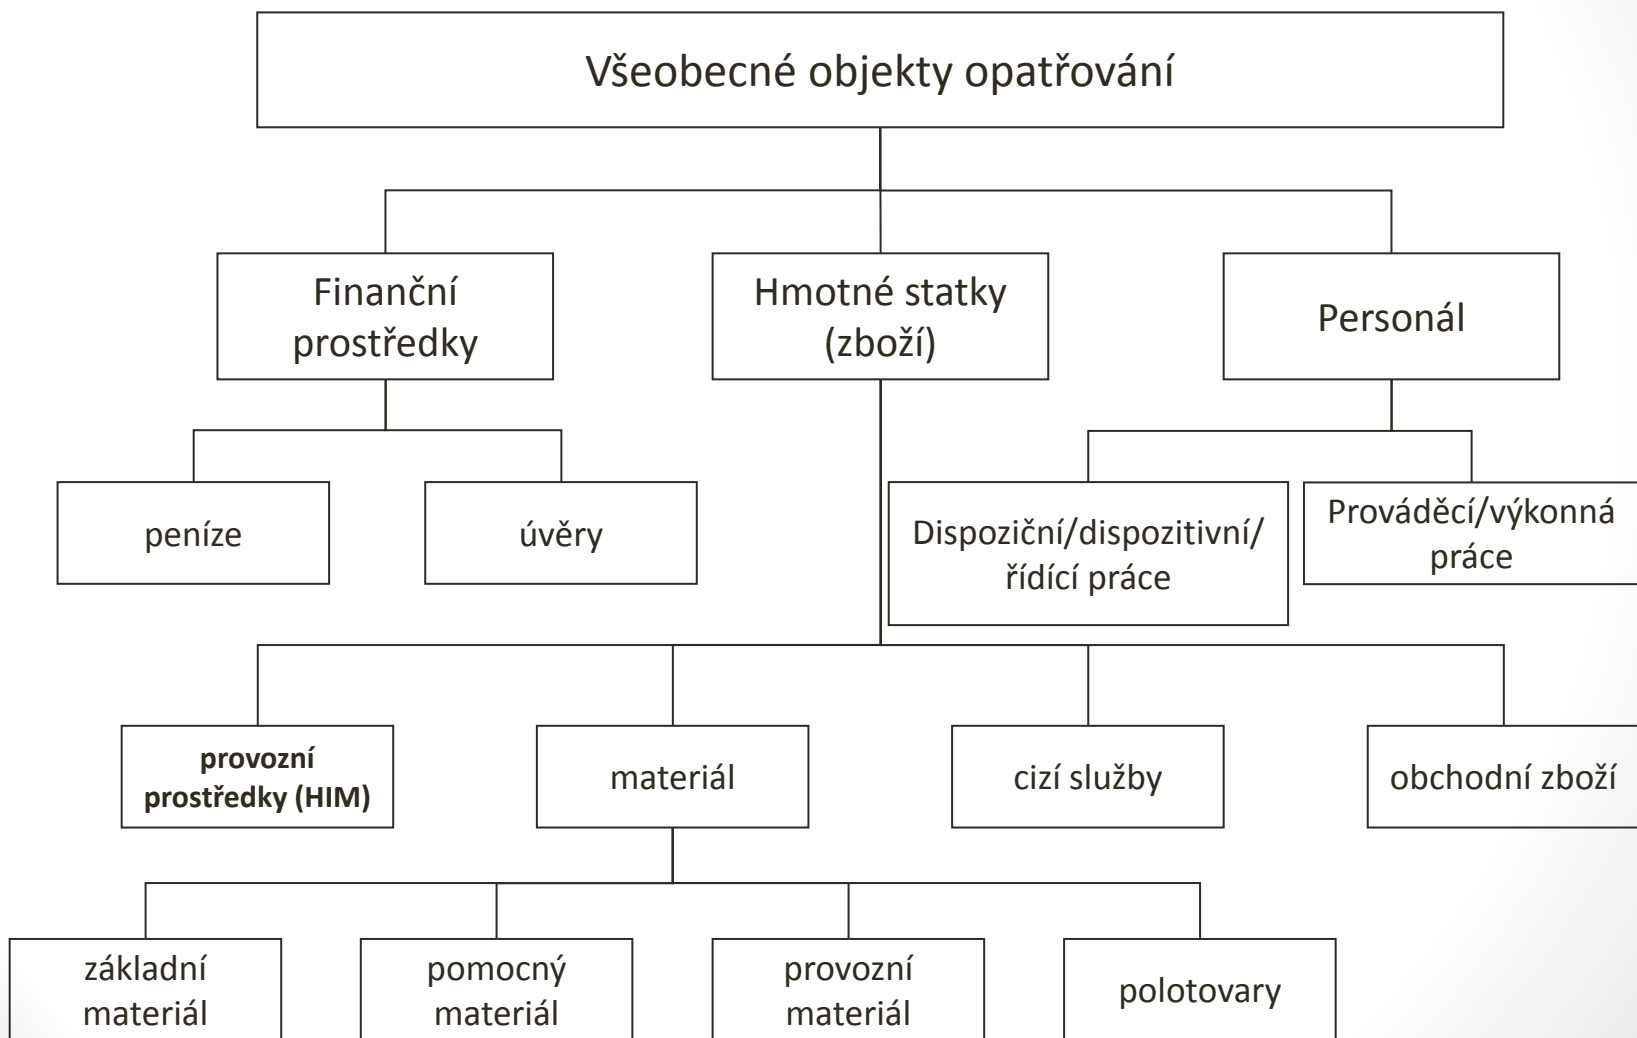 Všeobecné objekty opatřování
Finanční
prostředky
Hmotné statky
(zboží)
Personál
peníze
úvěry
Dispoziční/dispozitivní/
řídící práce
Prováděcí/výkonná
práce
provozní
prostředky (HIM)
materiál
cizí služby
obchodní zboží
základní
materiál
pomocný
materiál
provozní
materiál
polotovary